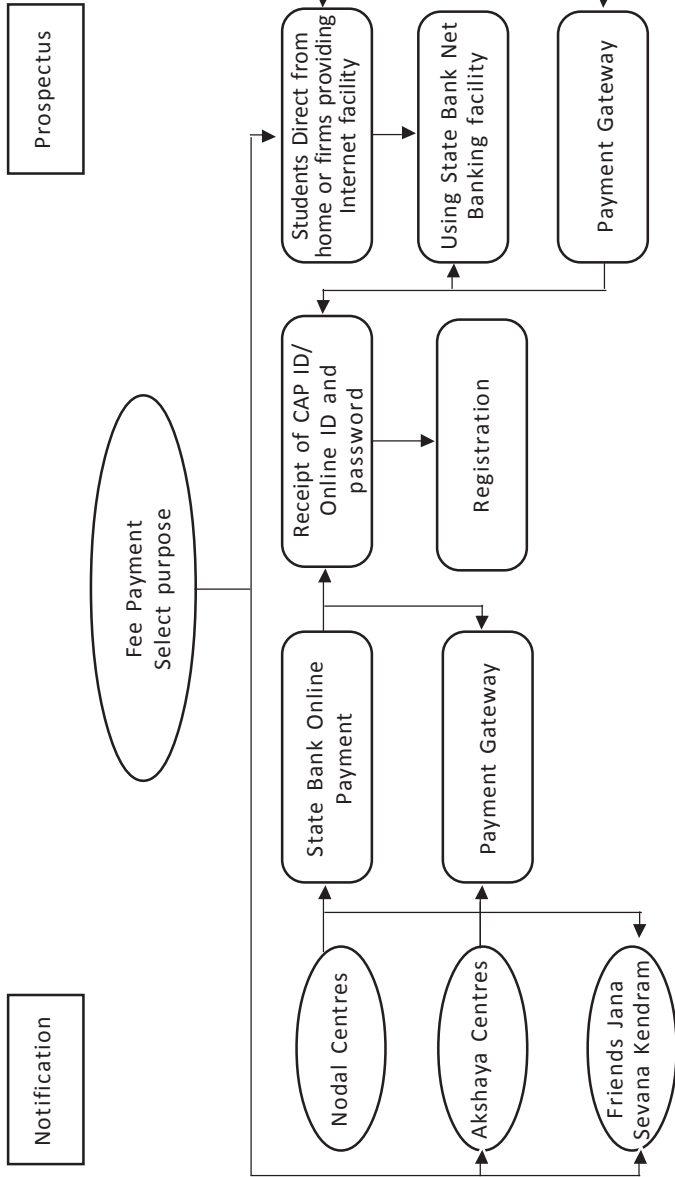 Notification
Prospectus
Fee Payment
Select purpose
Nodal Centres
State Bank Online
Payment
Receipt of CAP ID/
Online ID and
password
Students Direct from
home or firms providing
Internet facility
Akshaya Centres
Payment Gateway
Registration
Using State Bank Net
Banking facility
Friends Jana
Sevana Kendram
Payment Gateway